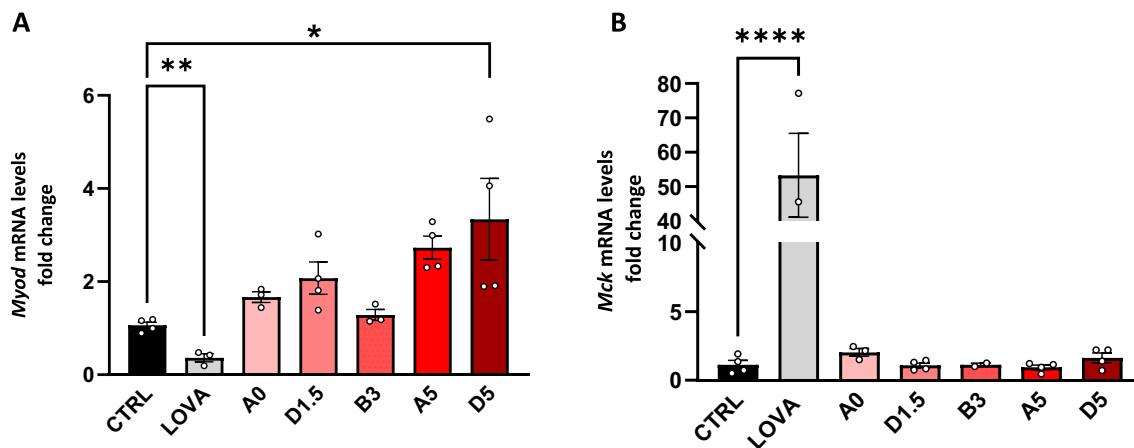 A
*
**
Myod mRNA levels
fold change
6
4
2
0
CTRL
LOVA
A0
D1.5
B3
A5
D5
B
****
Mck mRNA levels
fold change
80
70
60
50
40
10
5
0
CTRL
LOVA
A0
D1.5
B3
A5
D5